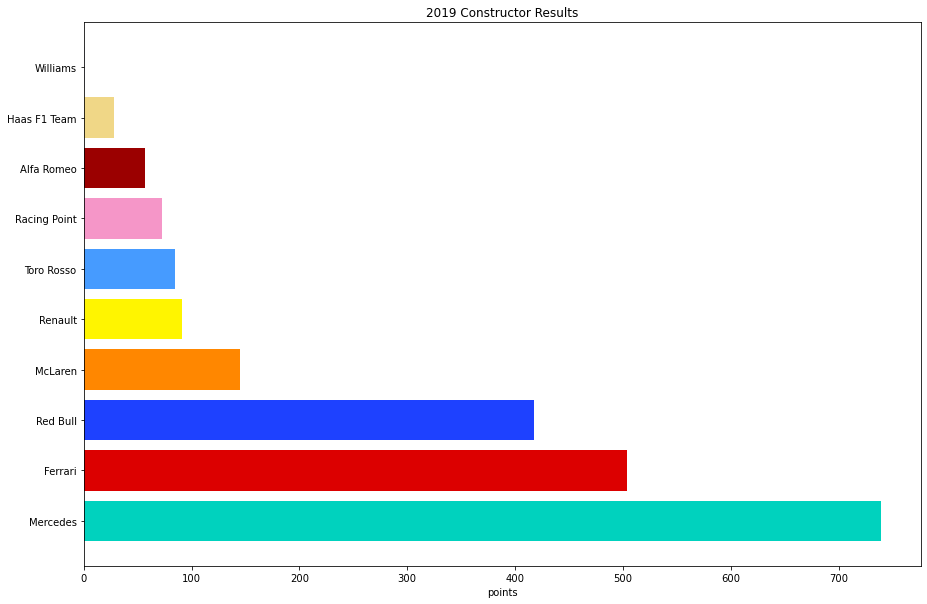 2019 Constructor Results
Williams
Haas F1 Team
Alfa Romeo
Racing Point
Toro Rosso
Renault
McLaren
Red Bull
Ferrari
Mercedes
0 100 200 300 400 500 600 700
points